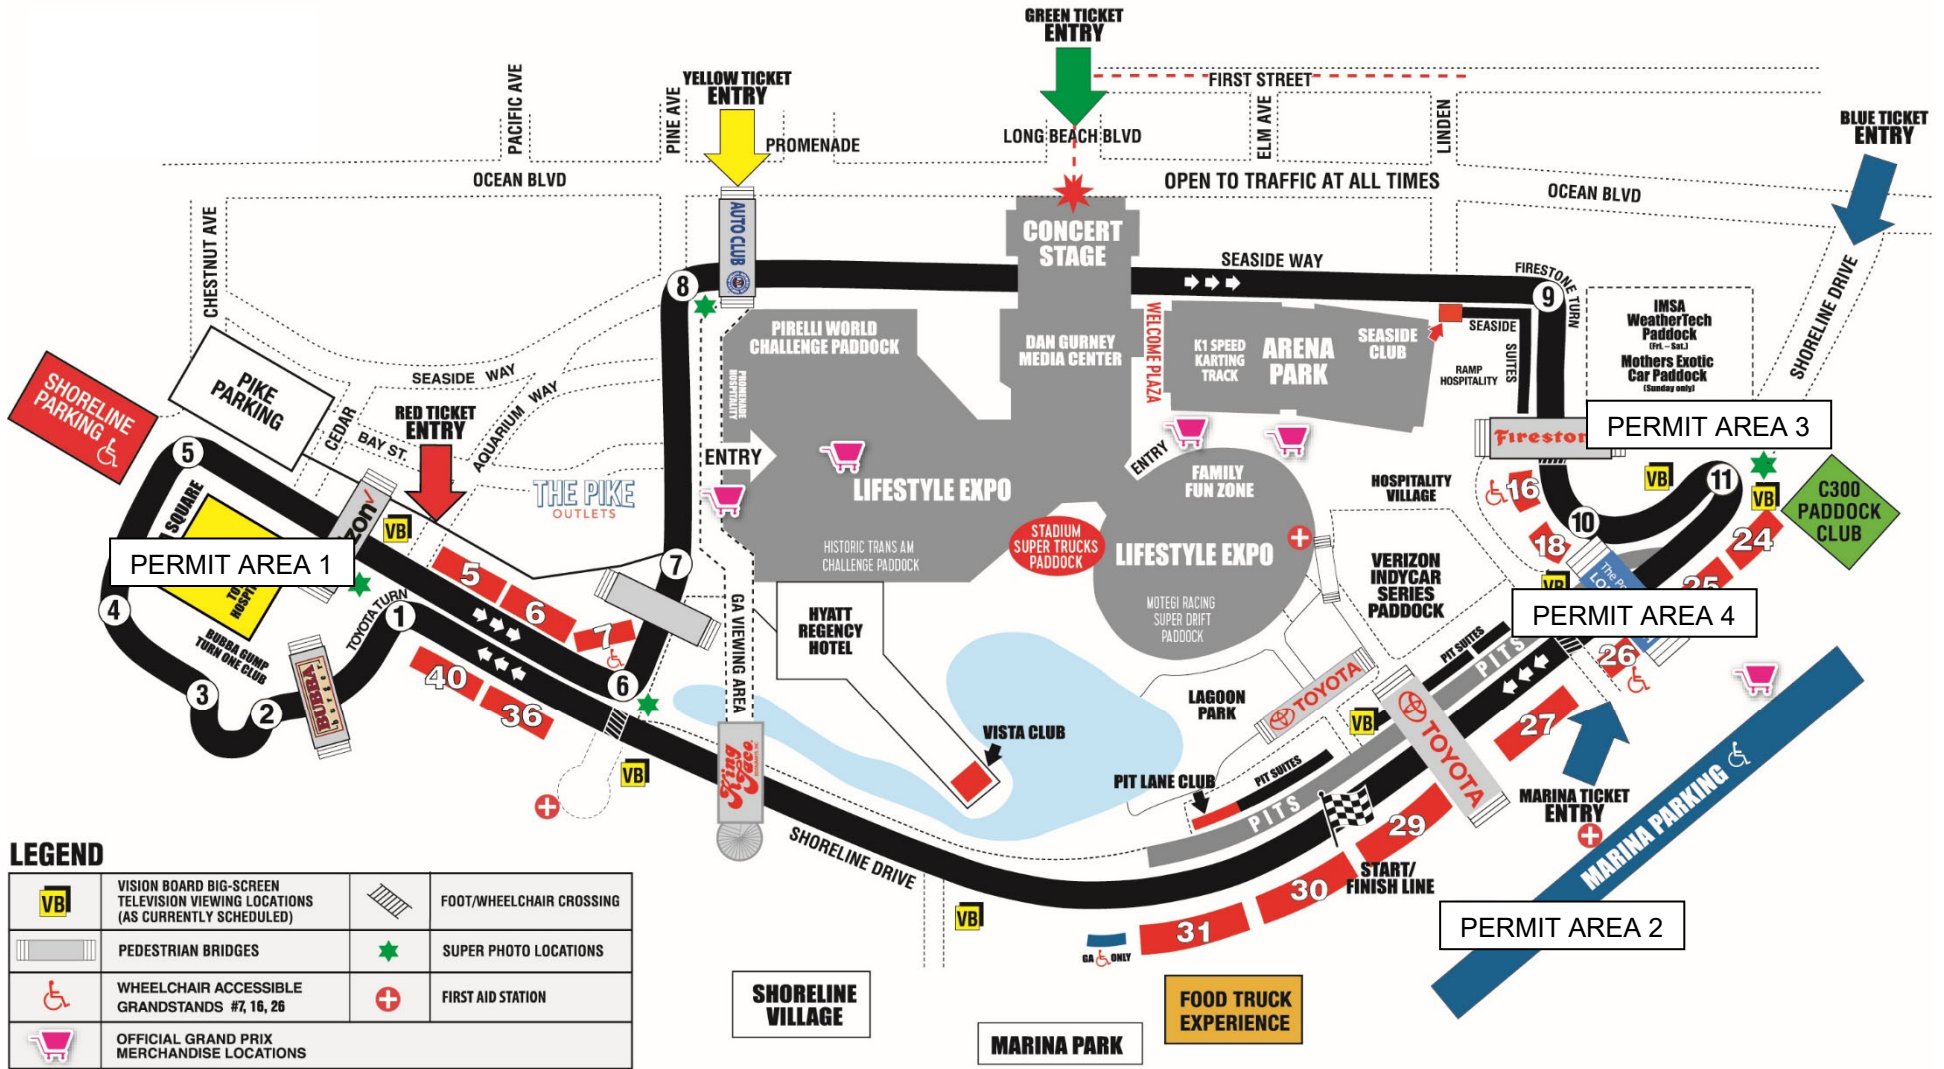 GREEN TICKET
ENTRY
YELLOW TICKET
ENTRY
BLUE TICKET
ENTRY
FIRST STREET
PACIFIC AVE
PINE AVE
PROMENADE
LONG BEACH BLVD
ELM AVE
LINDEN
OCEAN BLVD
OPEN TO TRAFFIC AT ALL TIMES
OCEAN BLVD
CHESTNUT AVE
AUTO CLUB
CONCERT
STAGE
SEASIDE WAY
FIRESTONE TURN
SHORELINE DRIVE
8
9
IMSA
WeatherTech
Paddock
(Fri. – Sat.)
Mothers Exotic
Car Paddock
(Sunday only)
PIRELLI WORLD
CHALLENGE PADDOCK
DAN GURNEY
MEDIA CENTER
WELCOME PLAZA
K1 SPEED
KARTING
TRACK
ARENA
PARK
SEASIDE
CLUB
SEASIDE
SUITES
RAMP
HOSPITALITY
PROMENADE
HOSPITALITY
SHORELINE
PARKING
PIKE
PARKING
SEASIDE WAY
CEDAR
BAY ST.
AQUARIUM WAY
RED TICKET
ENTRY
Firestone
PERMIT AREA 3
5
ENTRY
ENTRY
LIFESTYLE EXPO
FAMILY
FUN ZONE
HOSPITALITY
VILLAGE
THE PIKE
OUTLETS
VB
VB
VB
11
16
10
18
24
C300
PADDOCK
CLUB
SQUARE
PERMIT AREA 1
HISTORIC TRANS AM
CHALLENGE PADDOCK
STADIUM
SUPER TRUCKS
PADDOCK
LIFESTYLE EXPO
VERIZON
INDYCAR
SERIES
PADDOCK
VB
25
PERMIT AREA 4
5
6
7
7
4
1
TOYOTA TURN
BUBBA GUMP
TURN ONE CLUB
BUBBA
GA VIEWING AREA
HYATT
REGENCY
HOTEL
MOTEGI RACING
SUPER DRIFT
PADDOCK
PIT SUITES
PITS
26
3
2
40
36
6
LAGOON
PARK
TOYOTA
TOYOTA
VB
27
VISTA CLUB
King
Taco
VB
PIT LANE CLUB
PIT SUITES
PITS
MARINA TICKET
ENTRY
MARINA PARKING
SHORELINE DRIVE
29
START/
FINISH LINE
30
31
VB
GA ONLY
PERMIT AREA 2
SHORELINE
VILLAGE
MARINA PARK
FOOD TRUCK
EXPERIENCE
LEGEND
VB
VISION BOARD BIG-SCREEN
TELEVISION VIEWING LOCATIONS
(AS CURRENTLY SCHEDULED)
FOOT/WHEELCHAIR CROSSING
PEDESTRIAN BRIDGES
SUPER PHOTO LOCATIONS
WHEELCHAIR ACCESSIBLE
GRANDSTANDS #7, 16, 26
FIRST AID STATION
OFFICIAL GRAND PRIX
MERCHANDISE LOCATIONS